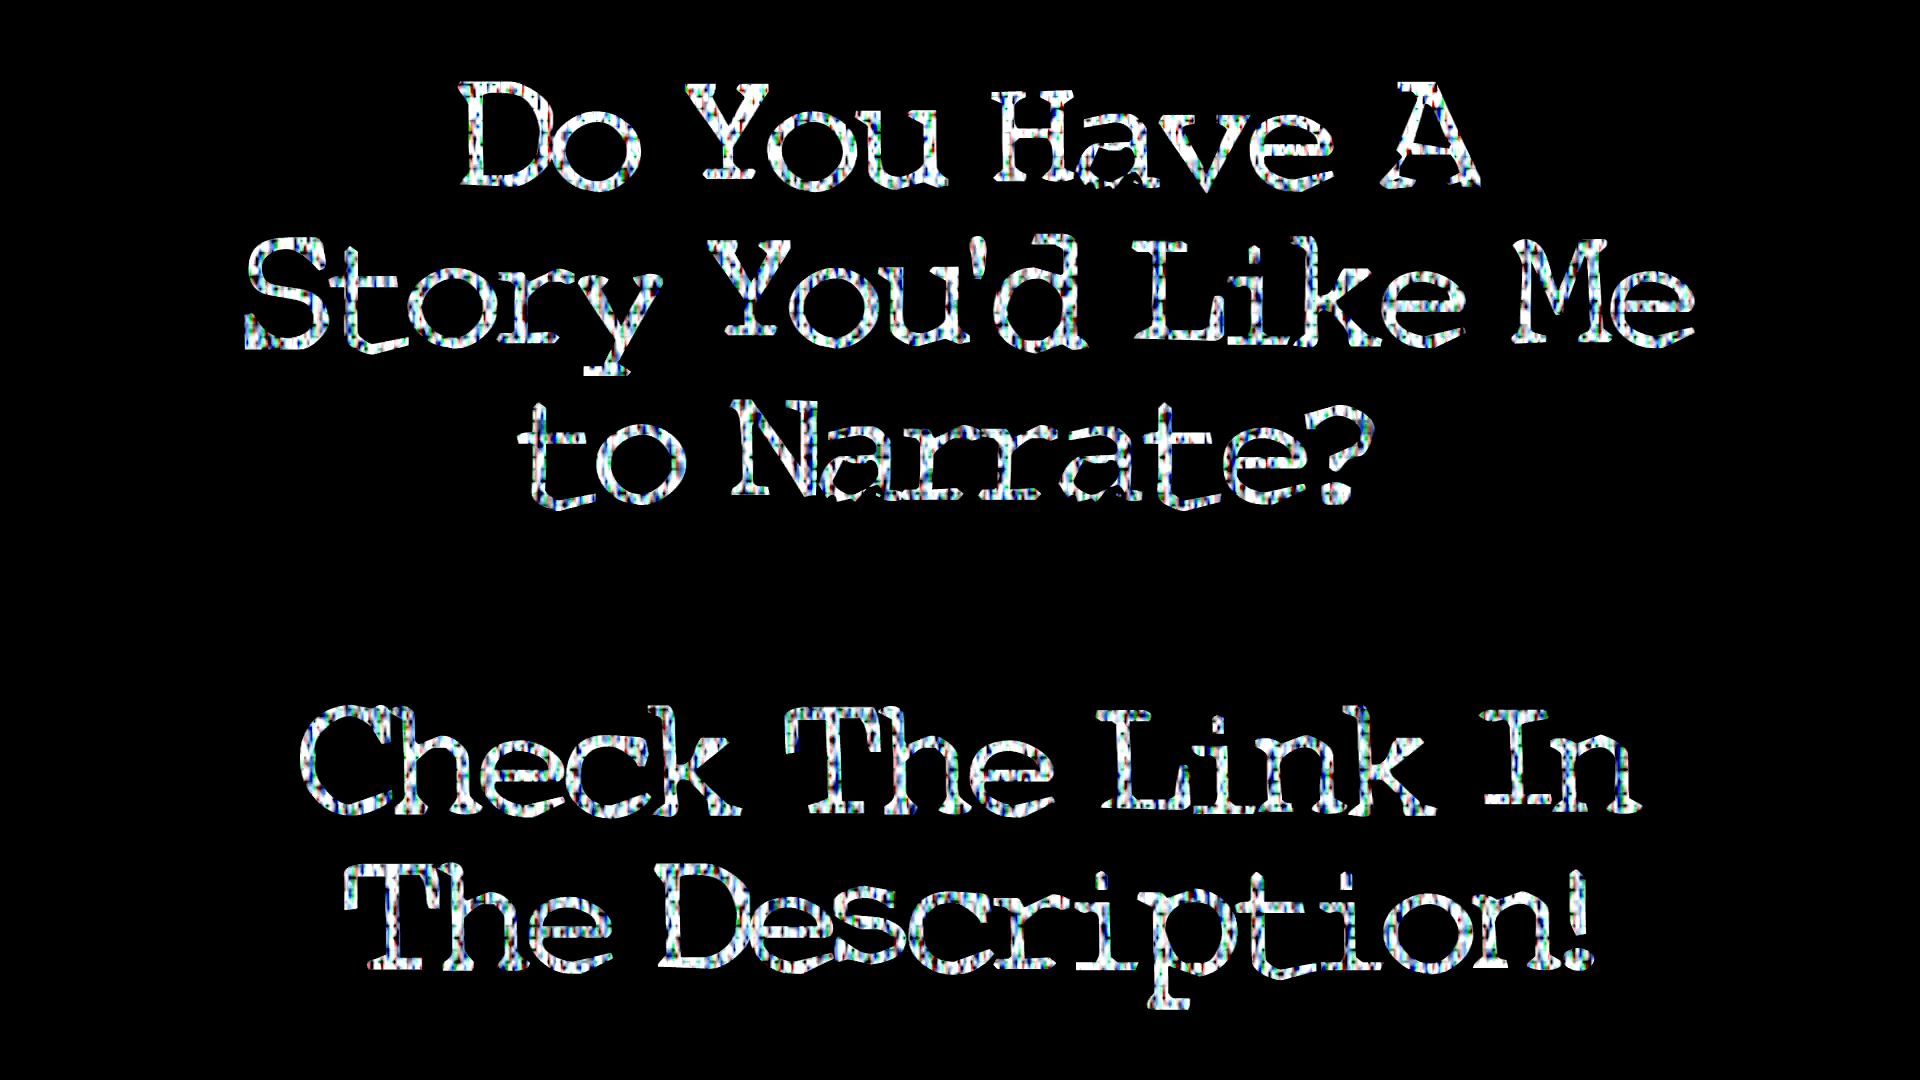 Do You Have A
Story You'd Like Me
to Narrate?
Check The Link In
The Description!